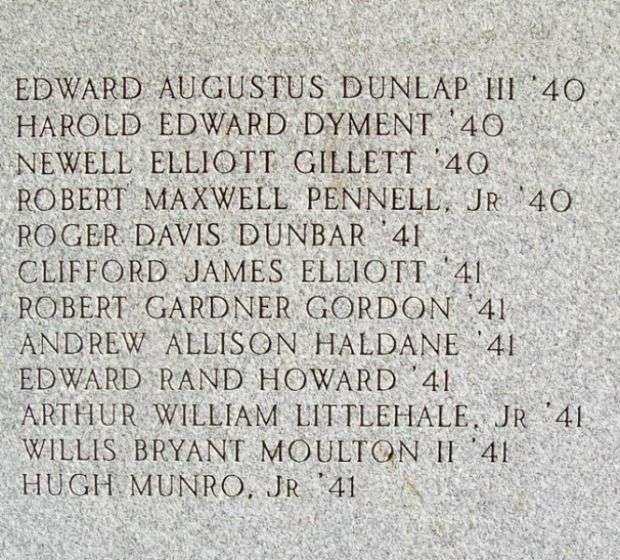 EDWARD AUGUSTUS DUNLAP III '40
HAROLD EDWARD DYMENT '40
NEWELL ELLIOTT GILLETT '40
ROBERT MAXWELL PENNELL, JR '40
ROGER DAVIS DUNBAR '41
CLIFFORD JAMES ELLIOTT '41
ROBERT GARDNER GORDON '41
ANDREW ALLISON HALDANE '41
EDWARD RAND HOWARD '41
ARTHUR WILLIAM LITTLEHALE, JR '41
WILLIS BRYANT MOULTON II '41
HUGH MUNRO, JR '41